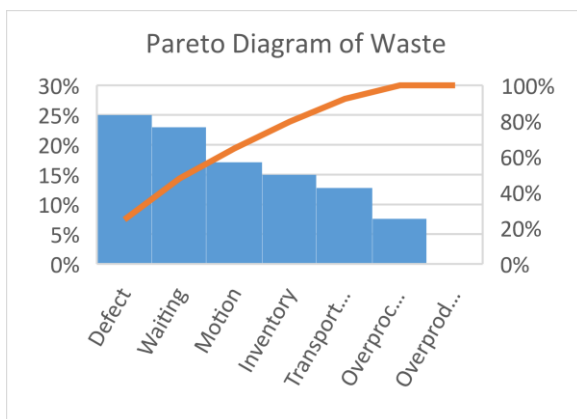 Pareto Diagram of Waste
30%
25%
20%
15%
10%
5%
0%
100%
80%
60%
40%
20%
0%
Defect
Waiting
Motion
Inventory
Transport...
Overproc...
Overprod...